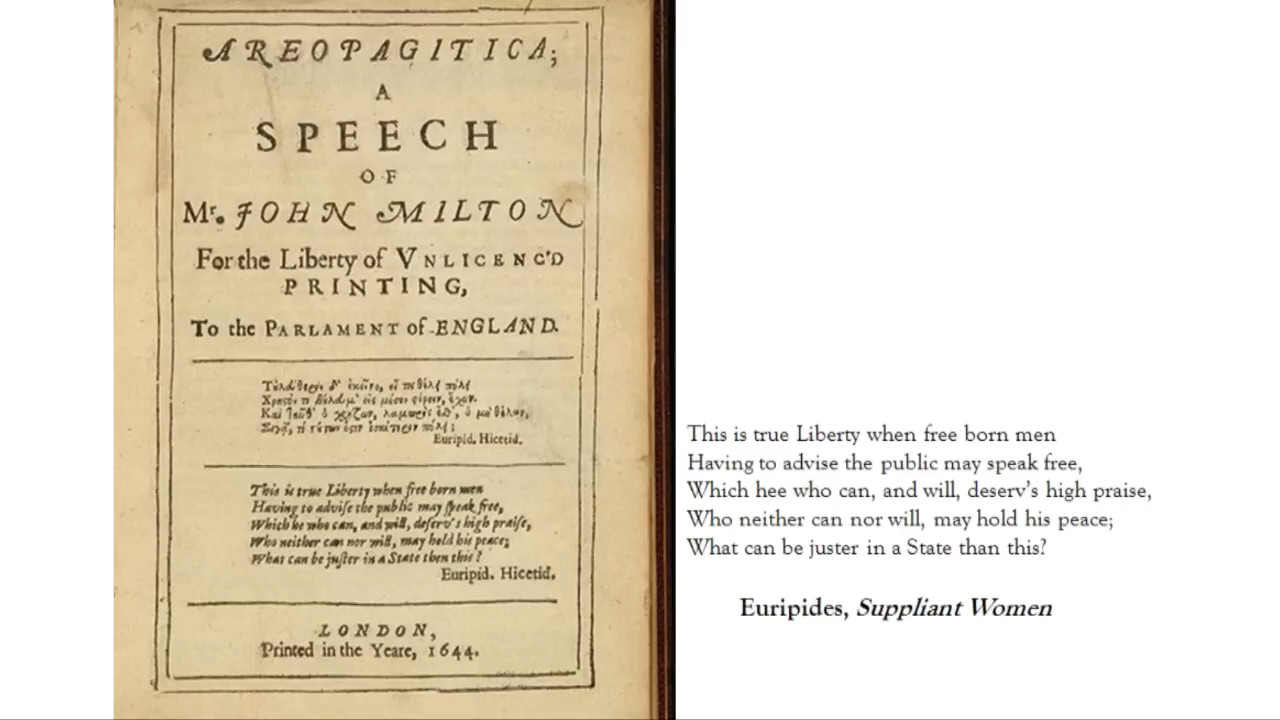 AREOPAGITICA;
A
SPEECH
OF
Mr. JOHN MILTON
For the Liberty of VNLICENC'D
PRINTING,
To the PARLAMENT of ENGLAND.
Euripid. Hicetid.
This is true Liberty when free born men
Having to advise the public may speak free,
Which he who can, and will, deserv's high praise,
Who neither can nor will, may hold his peace;
What can be juster in a State then this?
Euripid. Hicetid.
LONDON,
Printed in the Yeare, 1644.
This is true Liberty when free born men
Having to advise the public may speak free,
Which hee who can, and will, deserv's high praise,
Who neither can nor will, may hold his peace;
What can be juster in a State than this?
Euripides, Suppliant Women